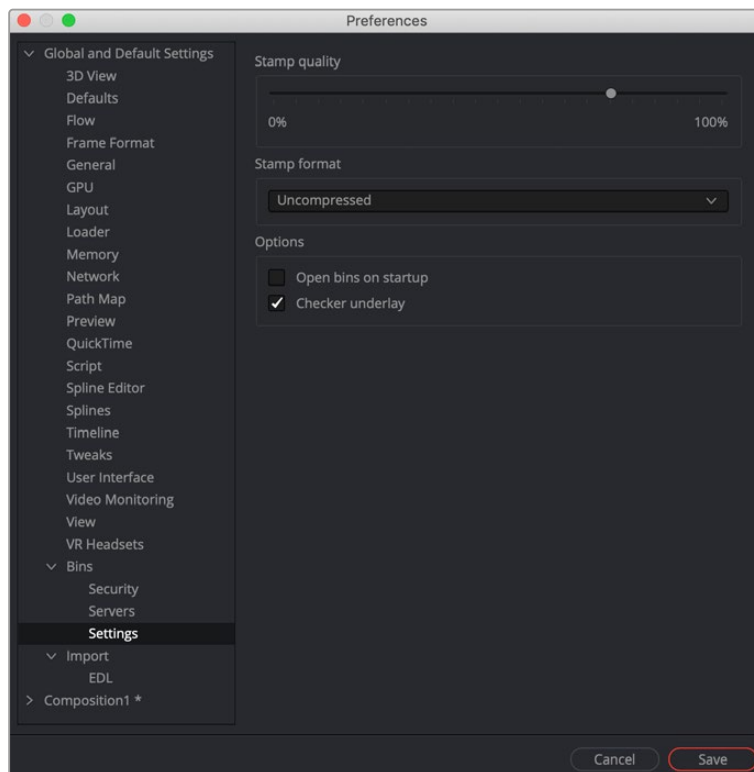 Preferences
Global and Default Settings
3D View
Defaults
Flow
Frame Format
General
GPU
Layout
Loader
Memory
Network
Path Map
Preview
QuickTime
Script
Spline Editor
Splines
Timeline
Tweaks
User Interface
Video Monitoring
View
VR Headsets
Bins
Security
Servers
Settings
Import
EDL
Composition1 *
Stamp quality
0% 100%
Stamp format
Uncompressed
Options
Open bins on startup
Checker underlay
Cancel Save